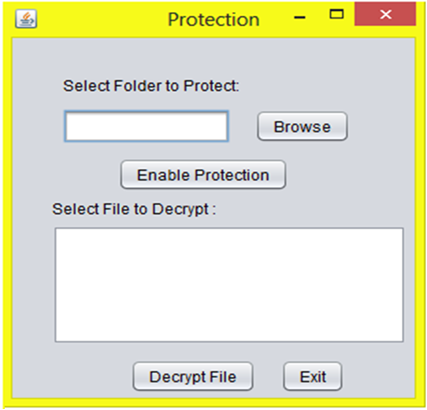 Protection
Select Folder to Protect:
Browse
Enable Protection
Select File to Decrypt :
Decrypt File Exit